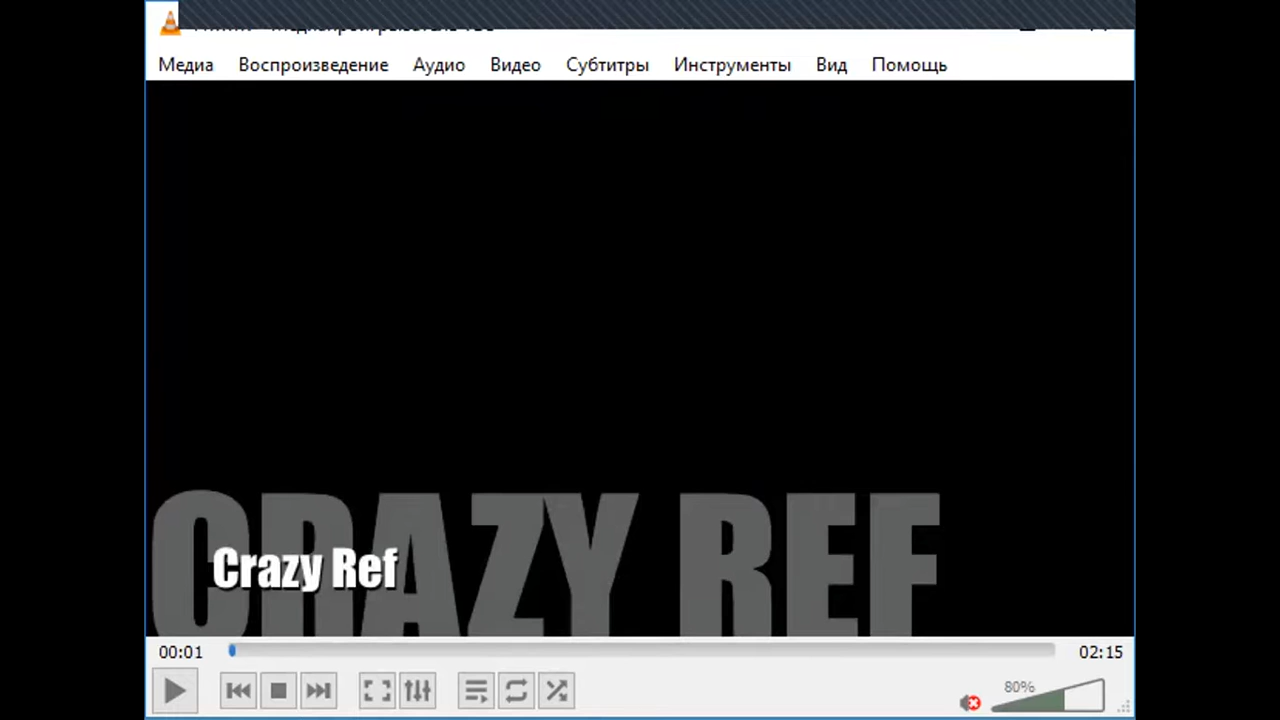 Медиа Воспроизведение Аудио Видео Субтитры Инструменты Вид Помощь
CRAZY REF
Crazy Ref
00:01 02:15
80%